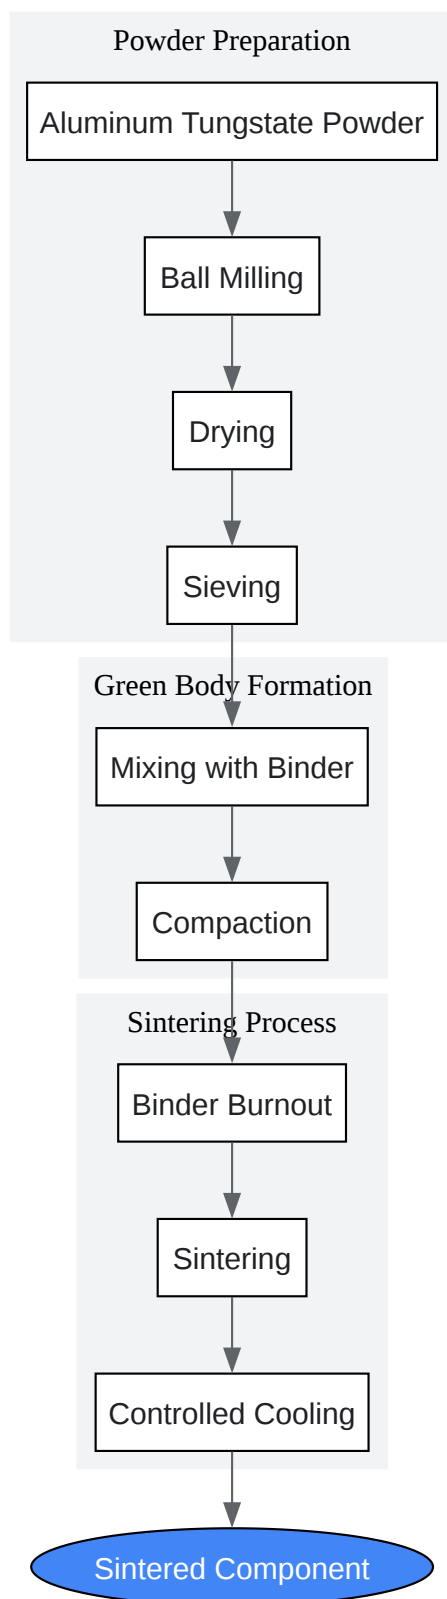 Powder Preparation
Aluminum Tungstate Powder
Ball Milling
Drying
Sieving
Green Body Formation
Mixing with Binder
Compaction
Sintering Process
Binder Burnout
Sintering
Controlled Cooling
Sintered Component